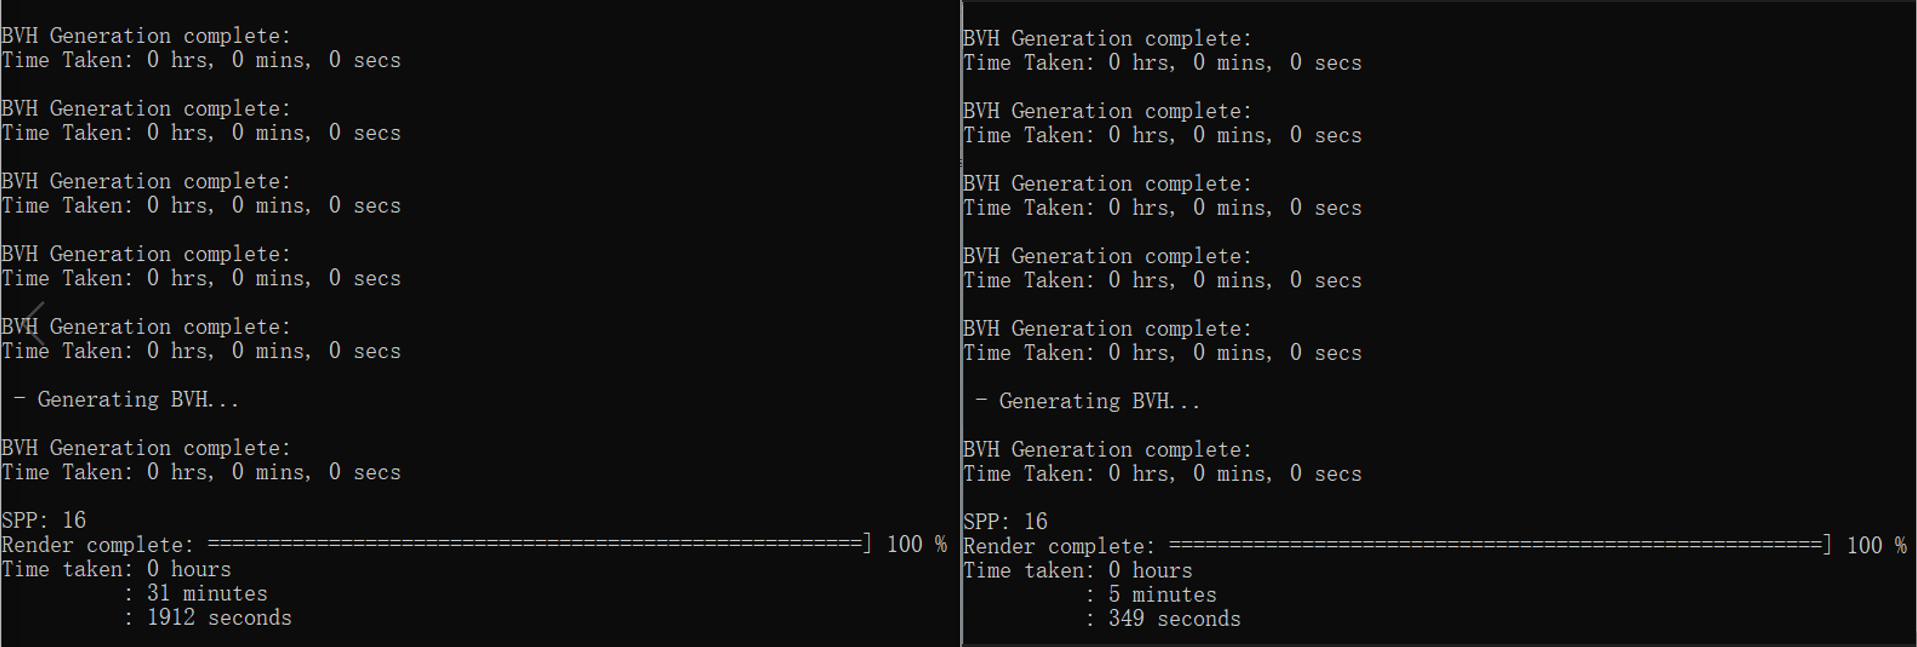 BVH Generation complete:
Time Taken: 0 hrs, 0 mins, 0 secs
BVH Generation complete:
Time Taken: 0 hrs, 0 mins, 0 secs
BVH Generation complete:
Time Taken: 0 hrs, 0 mins, 0 secs
BVH Generation complete:
Time Taken: 0 hrs, 0 mins, 0 secs
BVH Generation complete:
Time Taken: 0 hrs, 0 mins, 0 secs
- Generating BVH...
BVH Generation complete:
Time Taken: 0 hrs, 0 mins, 0 secs
SPP: 16
Render complete: ======================================================] 100 %
Time taken: 0 hours
: 31 minutes
: 1912 seconds
BVH Generation complete:
Time Taken: 0 hrs, 0 mins, 0 secs
BVH Generation complete:
Time Taken: 0 hrs, 0 mins, 0 secs
BVH Generation complete:
Time Taken: 0 hrs, 0 mins, 0 secs
BVH Generation complete:
Time Taken: 0 hrs, 0 mins, 0 secs
BVH Generation complete:
Time Taken: 0 hrs, 0 mins, 0 secs
- Generating BVH...
BVH Generation complete:
Time Taken: 0 hrs, 0 mins, 0 secs
SPP: 16
Render complete: ======================================================] 100 %
Time taken: 0 hours
: 5 minutes
: 349 seconds